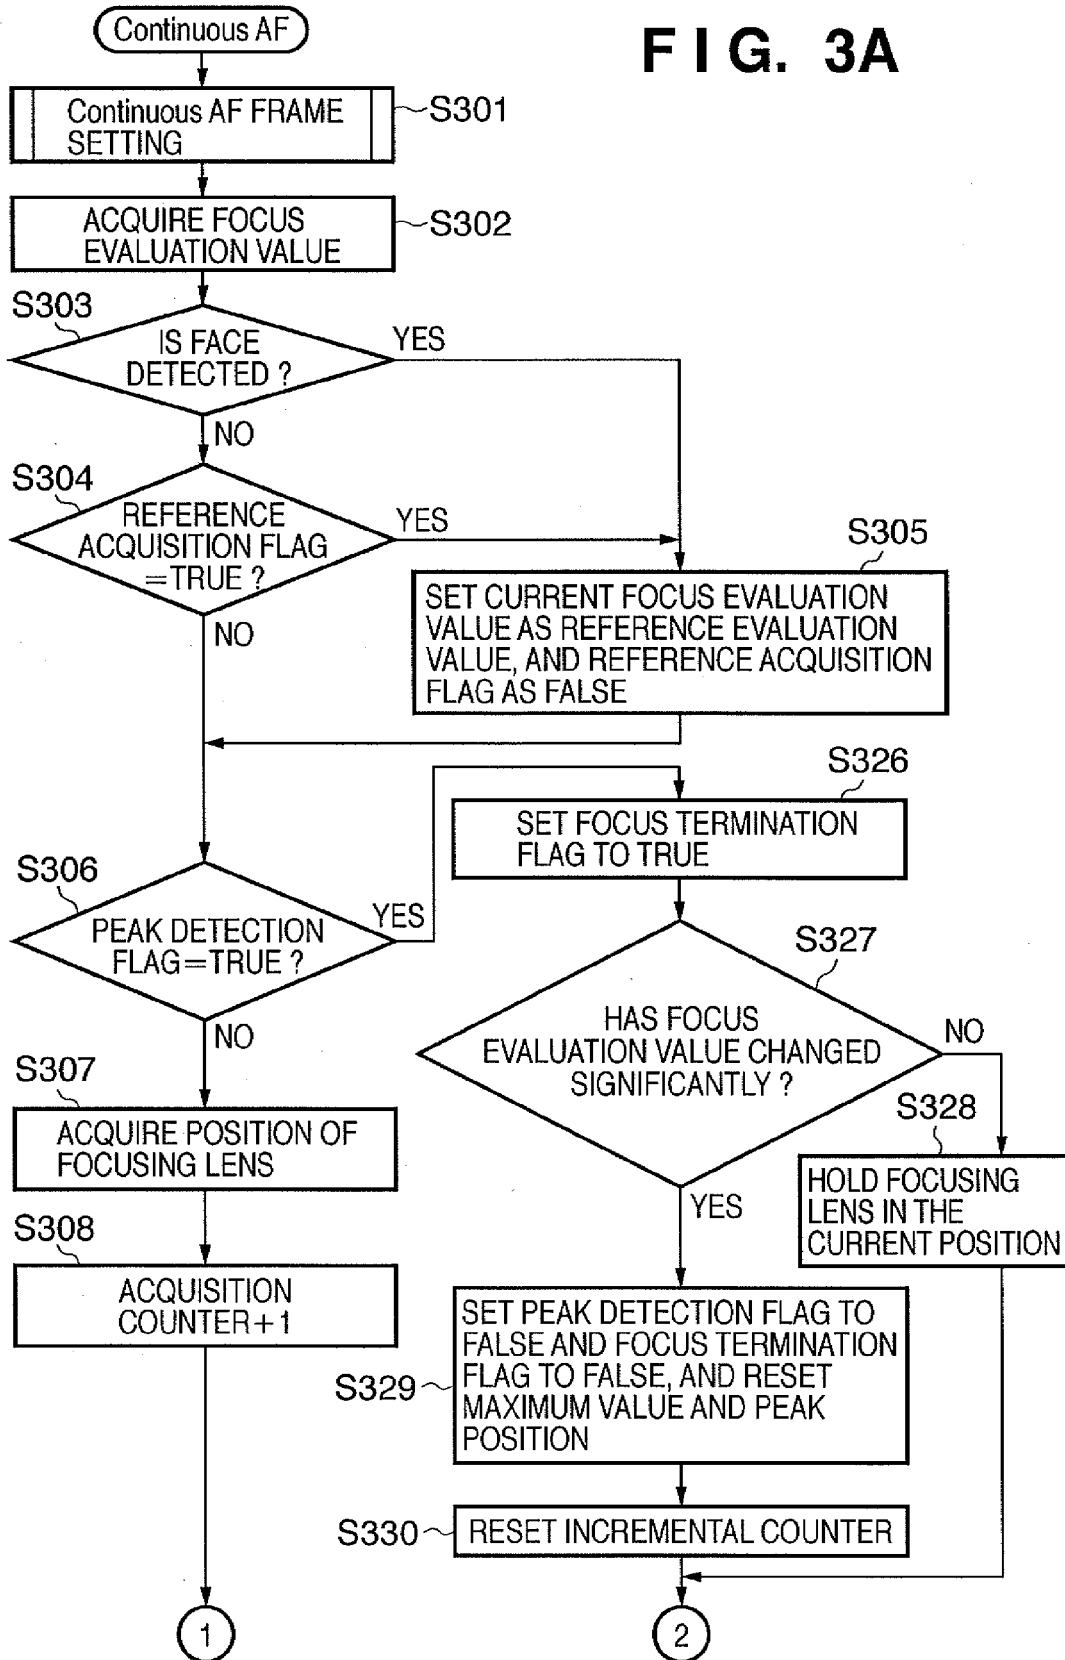 FIG. 3A
Continuous AF
Continuous AF FRAME
SETTING
S301
ACQUIRE FOCUS
EVALUATION VALUE
S302
S303
IS FACE
DETECTED ?
YES
NO
S304
REFERENCE
ACQUISITION FLAG
=TRUE ?
YES
NO
S305
SET CURRENT FOCUS EVALUATION
VALUE AS REFERENCE EVALUATION
VALUE, AND REFERENCE ACQUISITION
FLAG AS FALSE
S306
PEAK DETECTION
FLAG=TRUE ?
YES
NO
S326
SET FOCUS TERMINATION
FLAG TO TRUE
S327
HAS FOCUS
EVALUATION VALUE CHANGED
SIGNIFICANTLY ?
NO
YES
S328
HOLD FOCUSING
LENS IN THE
CURRENT POSITION
S307
ACQUIRE POSITION OF
FOCUSING LENS
S308
ACQUISITION
COUNTER+1
S329
SET PEAK DETECTION FLAG TO
FALSE AND FOCUS TERMINATION
FLAG TO FALSE, AND RESET
MAXIMUM VALUE AND PEAK
POSITION
S330
RESET INCREMENTAL COUNTER
1
2